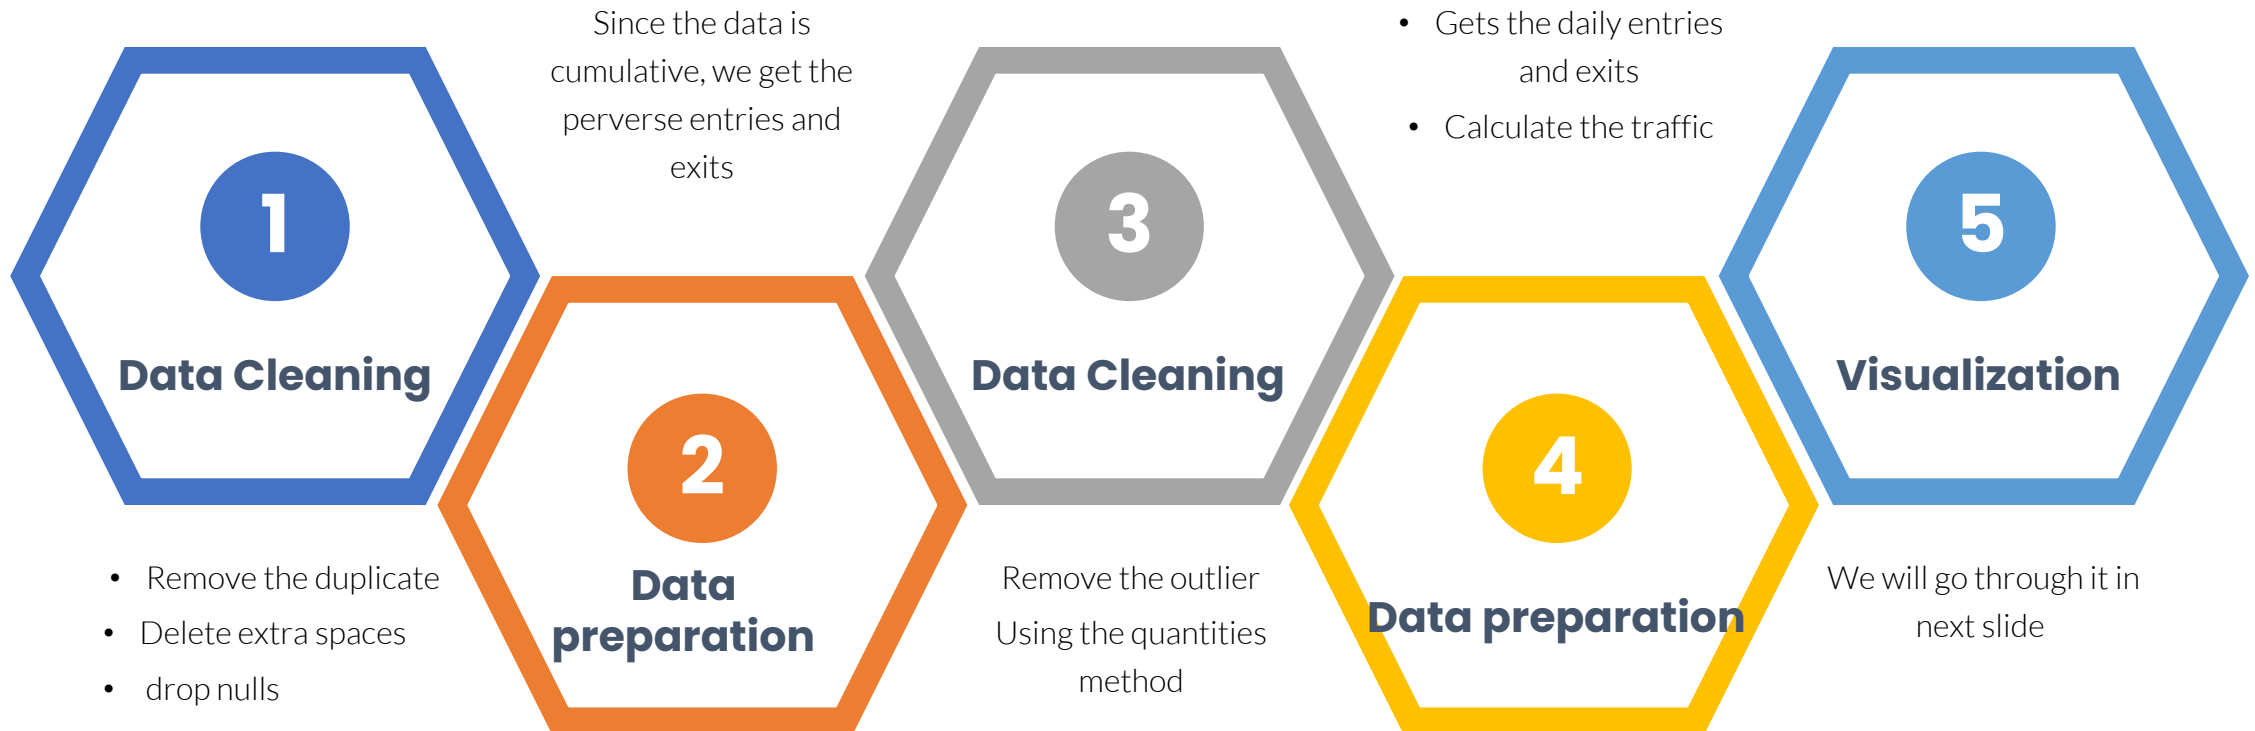 1
Data Cleaning
• Remove the duplicate
• Delete extra spaces
• drop nulls
Since the data is
cumulative, we get the
perverse entries and
exits
2
Data
preparation
3
Data Cleaning
Remove the outlier
Using the quantities
method
• Gets the daily entries
and exits
• Calculate the traffic
4
Data preparation
5
Visualization
We will go through it in
next slide